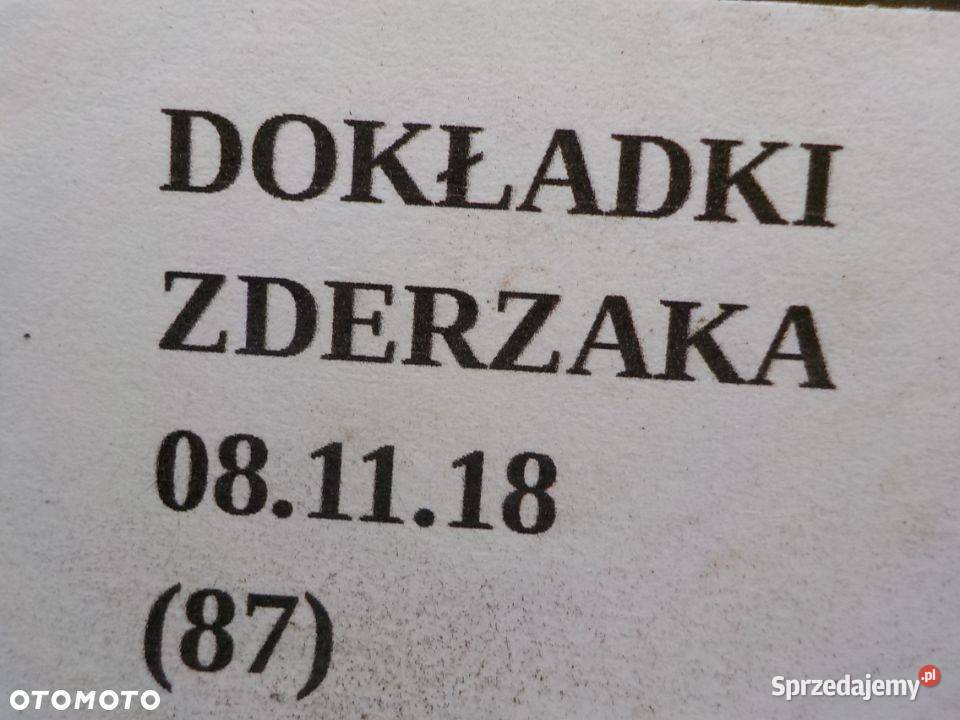 DOKŁADKI
ZDERZAKA
08.11.18
(87)
OTOMOTO
Sprzedajemy.pl